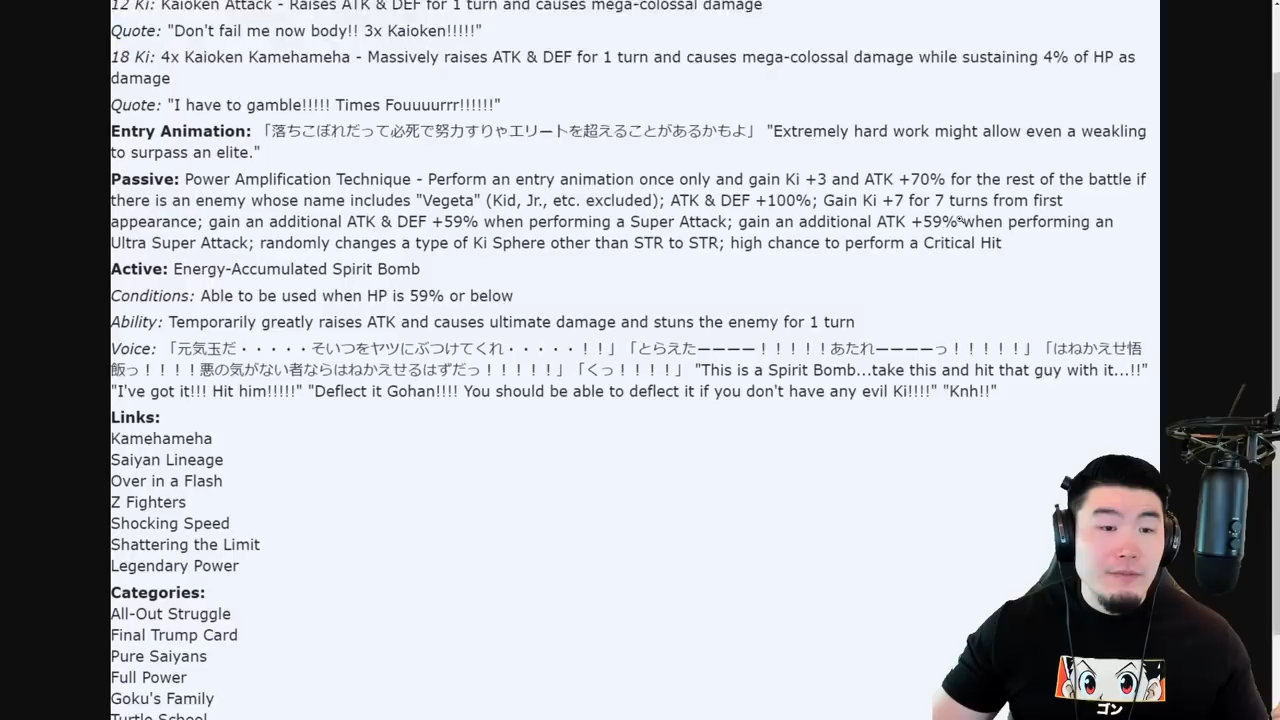 12 Ki: Kaioken Attack - Raises ATK & DEF for 1 turn and causes mega-colossal damage
Quote: "Don't fail me now body!! 3x Kaioken!!!!!"
18 Ki: 4x Kaioken Kamehameha - Massively raises ATK & DEF for 1 turn and causes mega-colossal damage while sustaining 4% of HP as
damage
Quote: "I have to gamble!!!!! Times Fouuuurrr!!!!!!"
Entry Animation: 「落ちこぼれだって必死で努力すりゃエリートを超えることがあるかもよ」 "Extremely hard work might allow even a weakling
to surpass an elite."
Passive: Power Amplification Technique - Perform an entry animation once only and gain Ki +3 and ATK +70% for the rest of the battle if
there is an enemy whose name includes "Vegeta" (Kid, Jr., etc. excluded); ATK & DEF +100%; Gain Ki +7 for 7 turns from first
appearance; gain an additional ATK & DEF +59% when performing a Super Attack; gain an additional ATK +59% when performing an
Ultra Super Attack; randomly changes a type of Ki Sphere other than STR to STR; high chance to perform a Critical Hit
Active: Energy-Accumulated Spirit Bomb
Conditions: Able to be used when HP is 59% or below
Ability: Temporarily greatly raises ATK and causes ultimate damage and stuns the enemy for 1 turn
Voice: 「元気玉だ・・・・・そいつをヤツにぶつけてくれ・・・・・！！」「とらえたーーーー！！！！！あたれーーーーっ！！！！！」「はねかえせ悟
飯っ！！！！悪の気がない者ならはねかえせるはずだっ！！！！！」「くっ！！！！」 "This is a Spirit Bomb...take this and hit that guy with it...!!"
"I've got it!!! Hit him!!!!!" "Deflect it Gohan!!!! You should be able to deflect it if you don't have any evil Ki!!!!" "Knh!!"
Links:
Kamehameha
Saiyan Lineage
Over in a Flash
Z Fighters
Shocking Speed
Shattering the Limit
Legendary Power
Categories:
All-Out Struggle
Final Trump Card
Pure Saiyans
Full Power
Goku's Family
Turtle School
ゴン